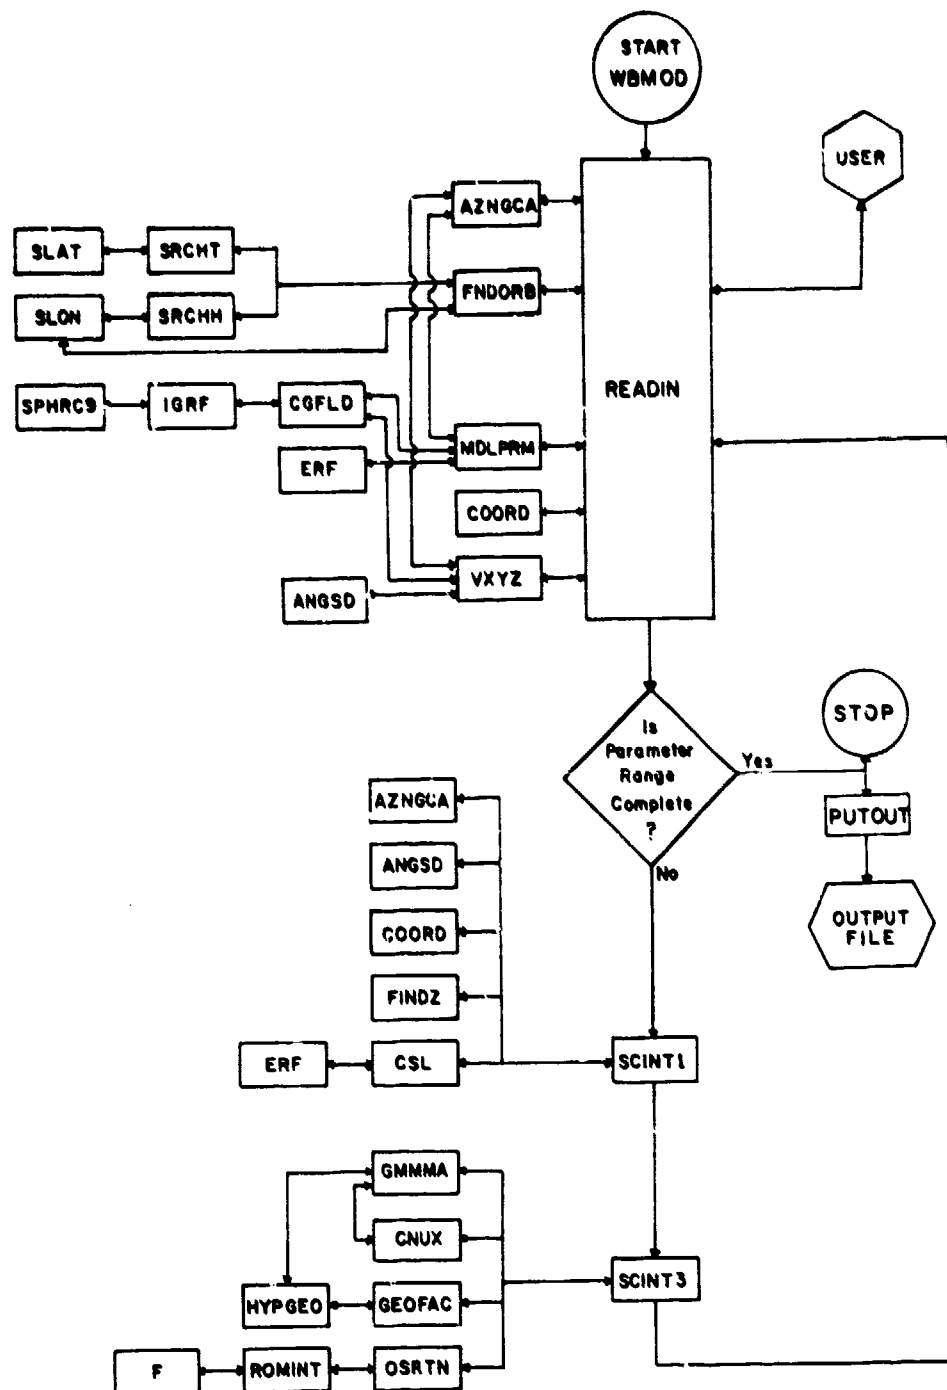 START
WBMOD
USER
AZNGCA
SLAT
SRCHT
FNDORB
SLON
SRCHH
READIN
SPHRC9
IGRF
CGFLD
MDLPRM
ERF
COORD
VXYZ
ANGSD
Is
Parameter
Range
Complete
?
Yes
No
STOP
PUTOUT
OUTPUT
FILE
AZNGCA
ANGSD
COORD
FINDZ
ERF
CSL
SCINT1
GMMMA
CNUX
SCINT3
HYPGEO
GEOFAC
F
ROMINT
OSRTN